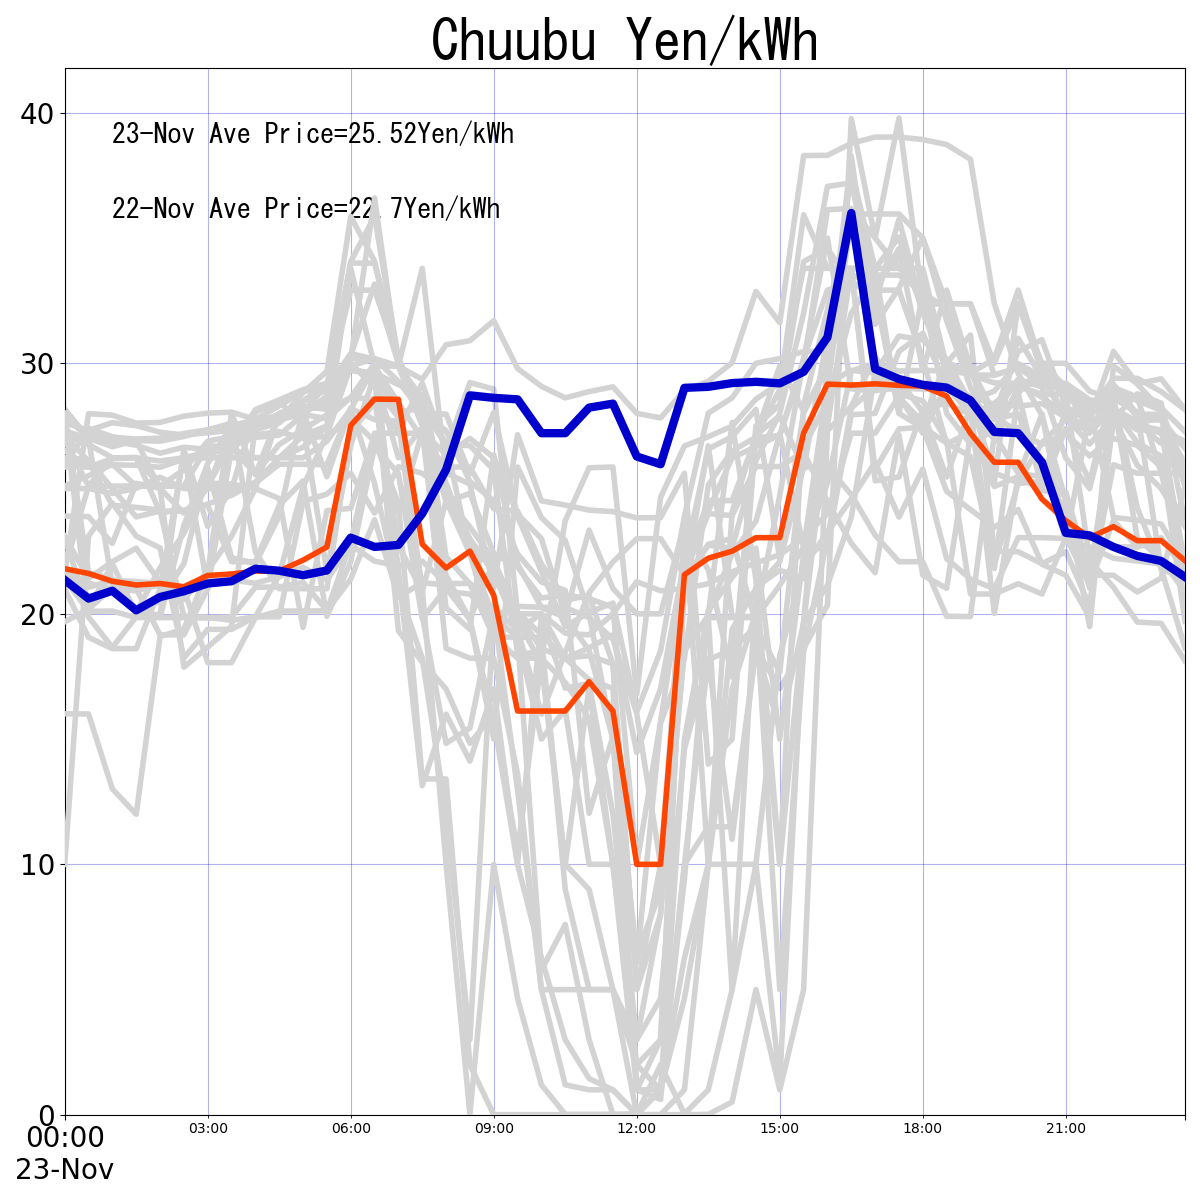 Chuubu Yen/kWh
40
23-Nov Ave Price=25.52Yen/kWh
22-Nov Ave Price=22.7Yen/kWh
30
20
10
0
00:00 03:00 06:00 09:00 12:00 15:00 18:00 21:00
23-Nov